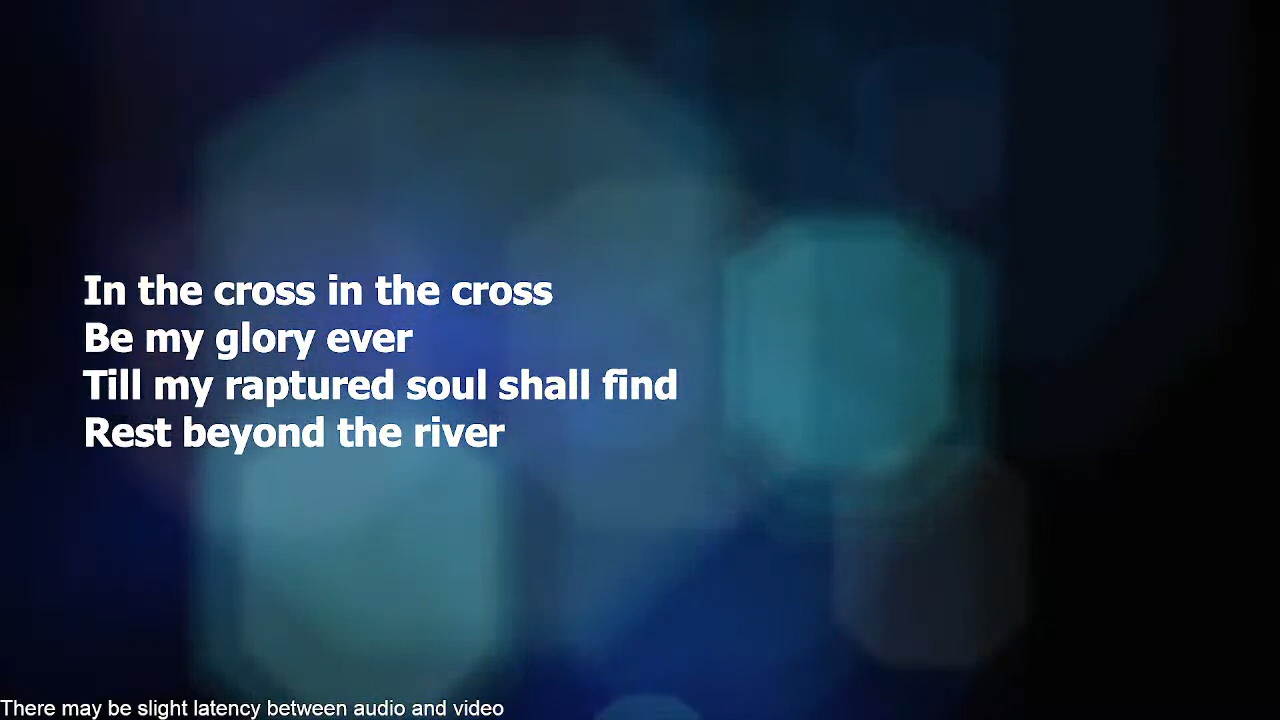 In the cross in the cross
Be my glory ever
Till my raptured soul shall find
Rest beyond the river
There may be slight latency between audio and video